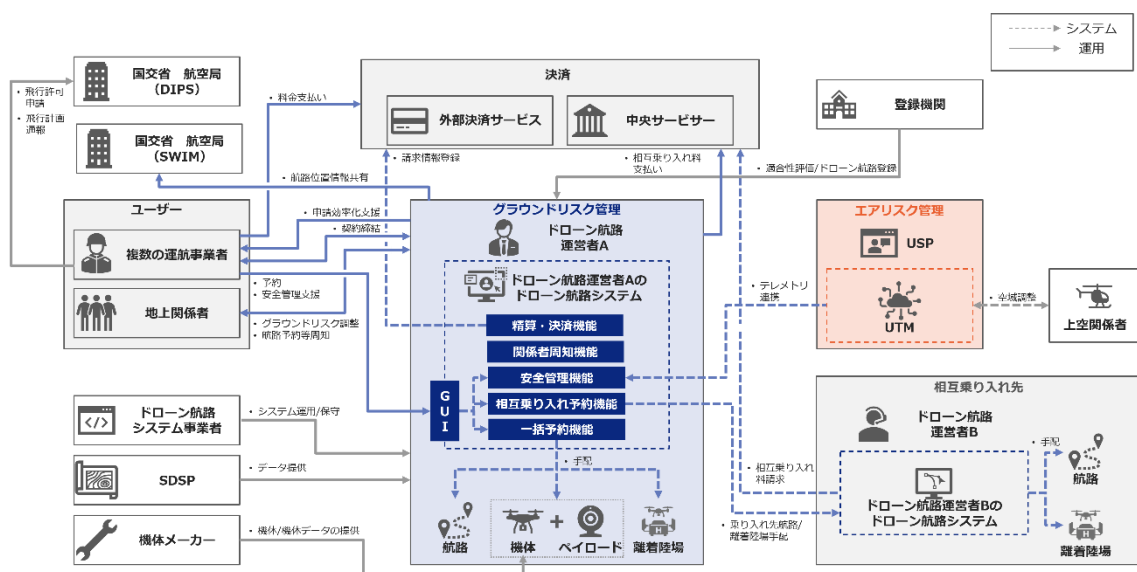 システム
運用
国交省 航空局
（DIPS）
・飛行許可
申請
・飛行計画
通報
国交省 航空局
（SWIM）
・料金支払い
決済
外部決済サービス
中央サービサー
登録機関
・請求情報登録
・相互乗り入れ料
支払い
・適合性評価/ドローン航路登録
・航路位置情報共有
ユーザー
複数の運航事業者
地上関係者
・申請効率化支援
・契約締結
・予約
・安全管理支援
・グラウンドリスク調整
・航路予約等周知
グラウンドリスク管理
ドローン航路
運営者A
ドローン航路運営者Aの
ドローン航路システム
精算・決済機能
関係者周知機能
安全管理機能
相互乗り入れ予約機能
一括予約機能
GUI
・手配
航路
機体
+
ペイロード
離着陸場
エアリスク管理
USP
UTM
・テレメトリ
連携
・空域調整
上空関係者
ドローン航路
システム事業者
・システム運用/保守
SDSP
・データ提供
機体メーカー
・機体/機体データの提供
相互乗り入れ先
ドローン航路
運営者B
ドローン航路運営者Bの
ドローン航路システム
・手配
航路
離着陸場
・相互乗り入れ
料請求
・乗り入れ先航路/
離着陸場手配